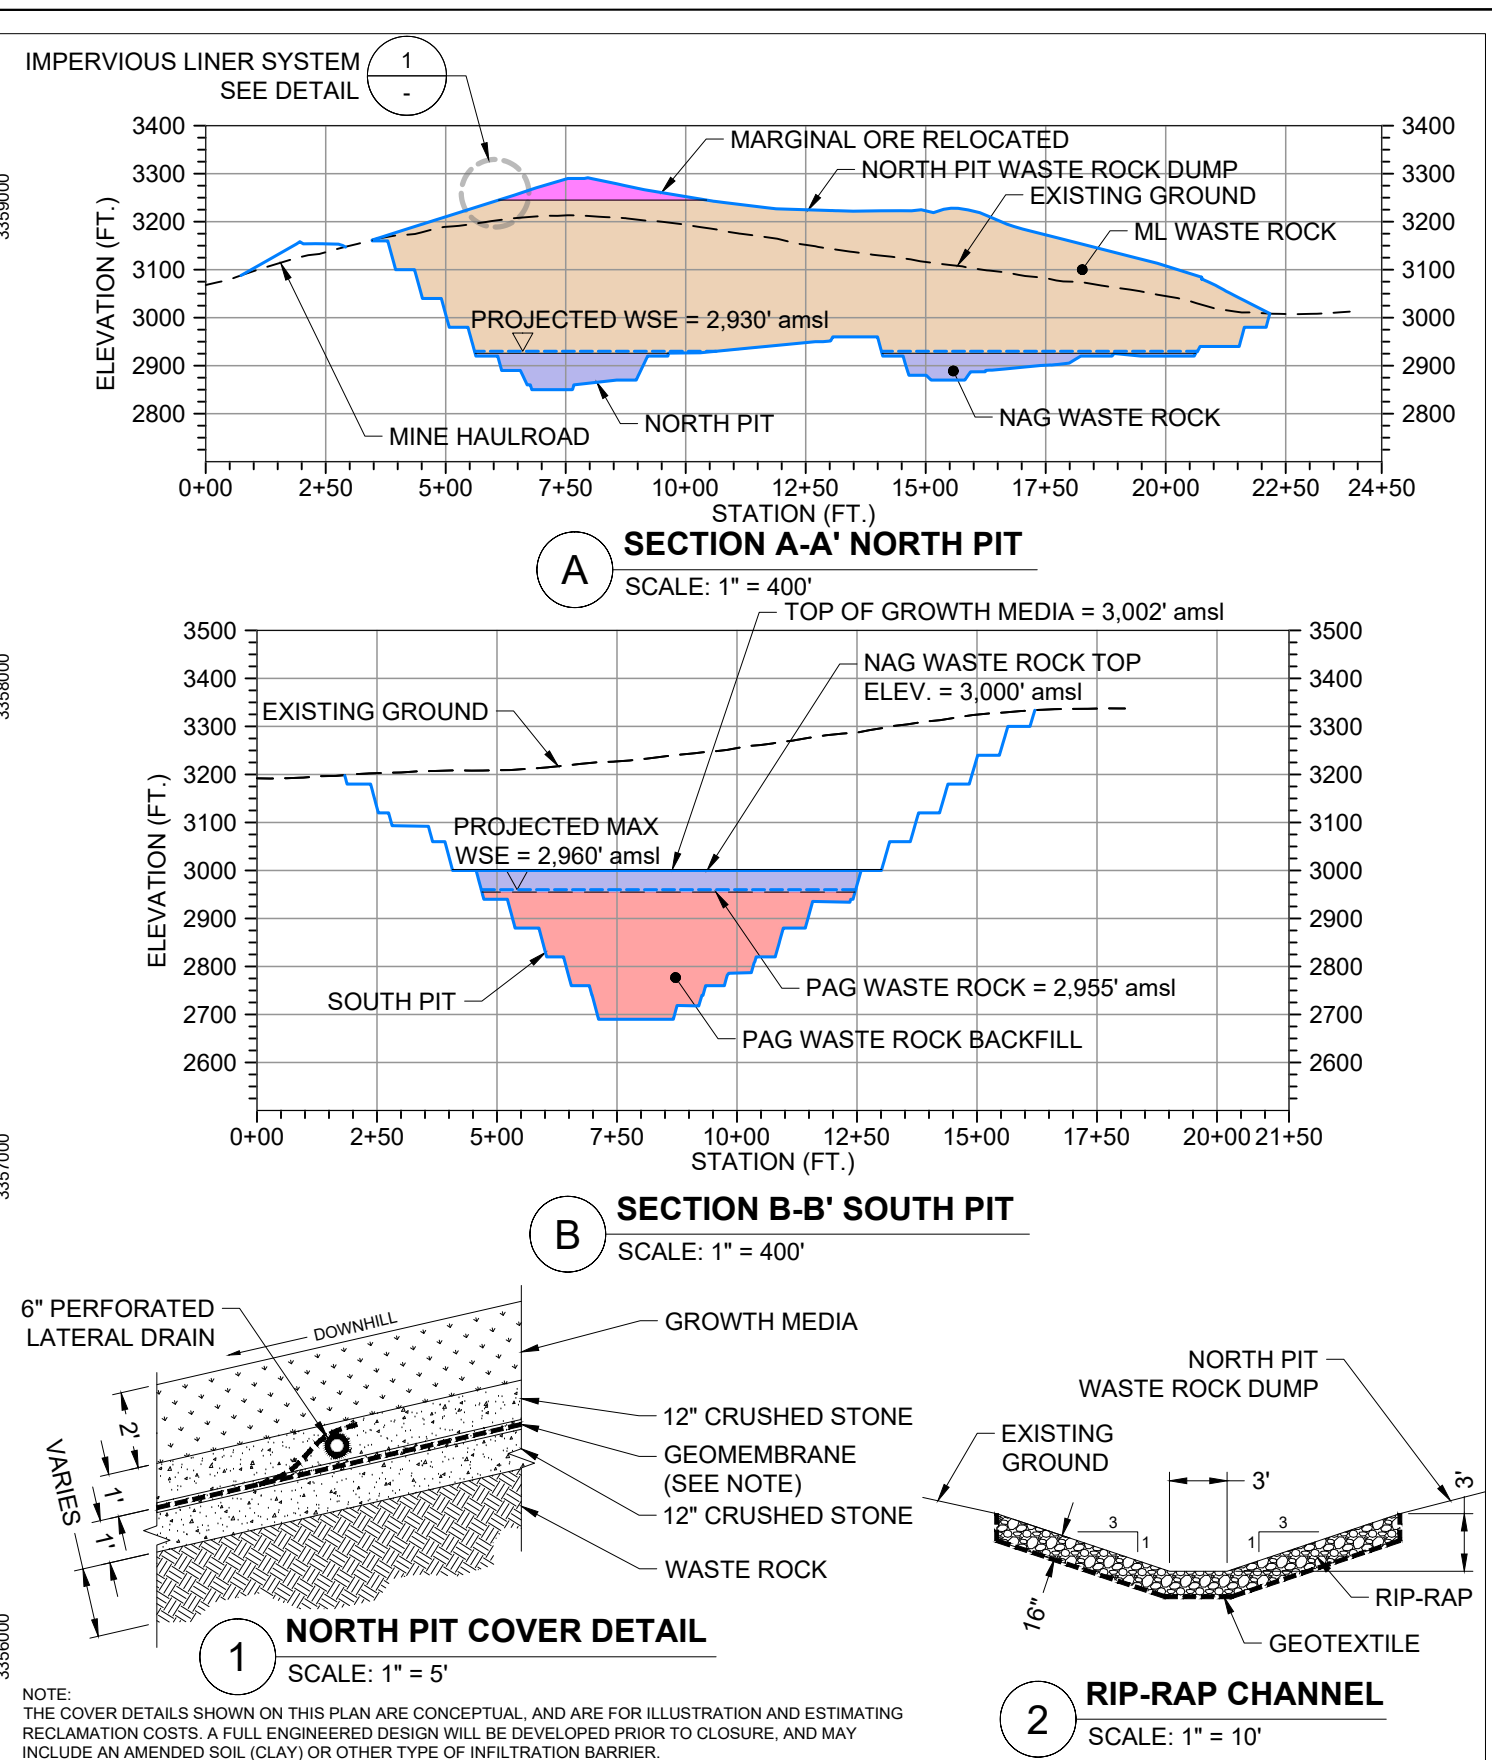 IMPERVIOUS LINER SYSTEM
SEE DETAIL
1
-
3400
3300
3200
3100
3000
2900
2800
ELEVATION (FT.)
MARGINAL ORE RELOCATED
NORTH PIT WASTE ROCK DUMP
EXISTING GROUND
ML WASTE ROCK
PROJECTED WSE = 2,930' amsl
NORTH PIT
NAG WASTE ROCK
MINE HAULROAD
3400
3300
3200
3100
3000
2900
2800
0+00 2+50 5+00 7+50 10+00 12+50 15+00 17+50 20+00 22+50 24+50
STATION (FT.)
A
SECTION A-A' NORTH PIT
SCALE: 1" = 400'
TOP OF GROWTH MEDIA = 3,002' amsl
3500
3400
3300
3200
3100
3000
2900
2800
2700
2600
ELEVATION (FT.)
NAG WASTE ROCK TOP
ELEV. = 3,000' amsl
EXISTING GROUND
PROJECTED MAX
WSE = 2,960' amsl
SOUTH PIT
PAG WASTE ROCK = 2,955' amsl
PAG WASTE ROCK BACKFILL
3500
3400
3300
3200
3100
3000
2900
2800
2700
2600
0+00 2+50 5+00 7+50 10+00 12+50 15+00 17+50 20+00 21+50
STATION (FT.)
B
SECTION B-B' SOUTH PIT
SCALE: 1" = 400'
6" PERFORATED
LATERAL DRAIN
DOWNHILL
GROWTH MEDIA
12" CRUSHED STONE
GEOMEMBRANE
(SEE NOTE)
12" CRUSHED STONE
WASTE ROCK
2'
1'
1'
VARIES
1
NORTH PIT COVER DETAIL
SCALE: 1" = 5'
NORTH PIT
WASTE ROCK DUMP
EXISTING
GROUND
3'
3'
3
1
3
1
16"
RIP-RAP
GEOTEXTILE
2
RIP-RAP CHANNEL
SCALE: 1" = 10'
NOTE:
THE COVER DETAILS SHOWN ON THIS PLAN ARE CONCEPTUAL, AND ARE FOR ILLUSTRATION AND ESTIMATING
RECLAMATION COSTS. A FULL ENGINEERED DESIGN WILL BE DEVELOPED PRIOR TO CLOSURE, AND MAY
INCLUDE AN AMENDED SOIL (CLAY) OR OTHER TYPE OF INFILTRATION BARRIER.
3359000
3358000
3357000
3356000